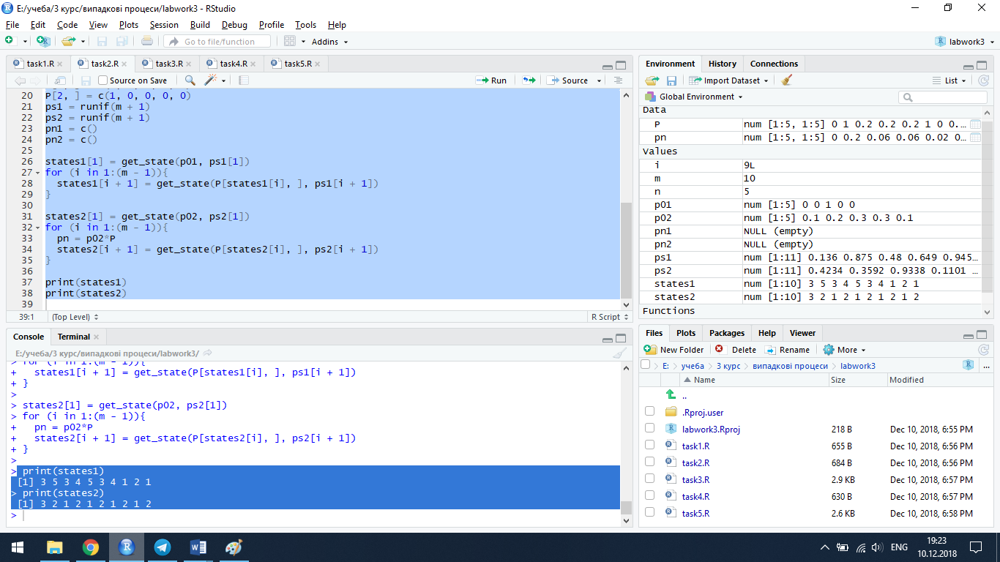 E:/учеба/3 курс/випадкові процеси/labwork3 - RStudio
File Edit Code View Plots Session Build Debug Profile Tools Help
Go to file/function Addins labwork3
task1.R task2.R task3.R task4.R task5.R
Source on Save Run Source
20 P[2, ] = c(1, 0, 0, 0, 0)
21 ps1 = runif(m + 1)
22 ps2 = runif(m + 1)
23 pn1 = c()
24 pn2 = c()
25
26 states1[1] = get_state(p01, ps1[1])
27 for (i in 1:(m - 1)){
28 states1[i + 1] = get_state(P[states1[i], ], ps1[i + 1])
29 }
30
31 states2[1] = get_state(p02, ps2[1])
32 for (i in 1:(m - 1)){
33 pn = p02*P
34 states2[i + 1] = get_state(P[states2[i], ], ps2[i + 1])
35 }
36
37 print(states1)
38 print(states2)
39
39:1 (Top Level) R Script
Console Terminal
E:/учеба/3 курс/випадкові процеси/labwork3/
> for (i in 1:(m - 1)){
+ states1[i + 1] = get_state(P[states1[i], ], ps1[i + 1])
+ }
>
> states2[1] = get_state(p02, ps2[1])
> for (i in 1:(m - 1)){
+ pn = p02*P
+ states2[i + 1] = get_state(P[states2[i], ], ps2[i + 1])
+ }
>
> print(states1)
[1] 3 5 3 4 5 3 4 1 2 1
> print(states2)
[1] 3 2 1 2 1 2 1 2 1 2
>
Environment History Connections
Import Dataset List
Global Environment
Data
P num [1:5, 1:5] 0 1 0.2 0.2 0.2 1 0 0.…
pn num [1:5, 1:5] 0 0.2 0.06 0.06 0.02 0…
Values
i 9L
m 10
n 5
p01 num [1:5] 0 0 1 0 0
p02 num [1:5] 0.1 0.2 0.3 0.3 0.1
pn1 NULL (empty)
pn2 NULL (empty)
ps1 num [1:11] 0.136 0.875 0.48 0.649 0.945…
ps2 num [1:11] 0.4234 0.3592 0.9338 0.1101 …
states1 num [1:10] 3 5 3 4 5 3 4 1 2 1
states2 num [1:10] 3 2 1 2 1 2 1 2 1 2
Functions
Files Plots Packages Help Viewer
New Folder Delete Rename More
E: учеба 3 курс випадкові процеси labwork3 ...
Name Size Modified
..
.Rproj.user
labwork3.Rproj 218 B Dec 10, 2018, 6:55 PM
task1.R 655 B Dec 10, 2018, 6:56 PM
task2.R 684 B Dec 10, 2018, 6:56 PM
task3.R 2.9 KB Dec 10, 2018, 6:57 PM
task4.R 630 B Dec 10, 2018, 6:57 PM
task5.R 2.6 KB Dec 10, 2018, 6:58 PM
ENG
19:23
10.12.2018